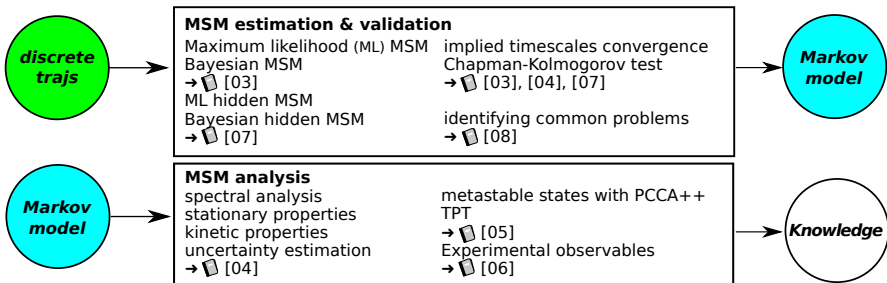 discrete
trajs
MSM estimation & validation
Maximum likelihood (ML) MSM
Bayesian MSM
→ [03]
ML hidden MSM
Bayesian hidden MSM
→ [07]
implied timescales convergence
Chapman-Kolmogorov test
→ [03], [04], [07]
identifying common problems
→ [08]
Markov
model
Markov
model
MSM analysis
spectral analysis
stationary properties
kinetic properties
uncertainty estimation
→ [04]
metastable states with PCCA++
TPT
→ [05]
Experimental observables
→ [06]
Knowledge